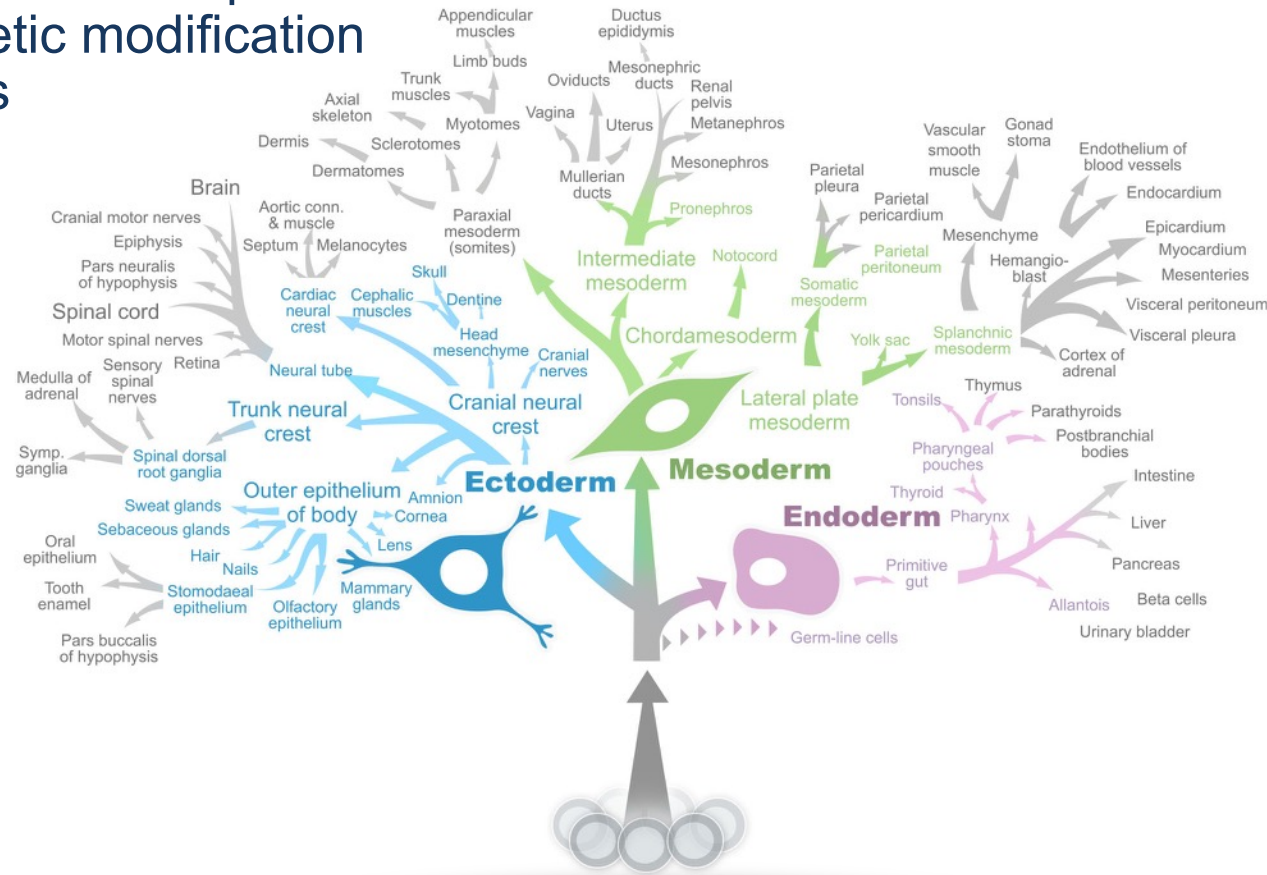 etic modification
s
Appendicular
muscles
Limb buds
Trunk
muscles
Axial
skeleton
Myotomes
Dermis
Sclerotomes
Dermatomes
Paraxial
mesoderm
(somites)
Ductus
epididymis
Mesonephric
ducts
Oviducts
Renal
pelvis
Vagina
Uterus
Metanephros
Mesonephros
Mullerian
ducts
Pronephros
Intermediate
mesoderm
Notocord
Chordamesoderm
Parietal
pleura
Parietal
pericardium
Parietal
peritoneum
Somatic
mesoderm
Yolk sac
Splanchnic
mesoderm
Lateral plate
mesoderm
Vascular
smooth
muscle
Gonad
stoma
Endothelium of
blood vessels
Endocardium
Mesenchyme
Epicardium
Hemangio-
blast
Myocardium
Mesenteries
Visceral peritoneum
Visceral pleura
Cortex of
adrenal
Brain
Cranial motor nerves
Epiphysis
Pars neuralis
of hypophysis
Spinal cord
Motor spinal nerves
Retina
Neural tube
Aortic conn.
& muscle
Septum
Melanocytes
Cardiac
neural
crest
Cephalic
muscles
Skull
Dentine
Head
mesenchyme
Cranial
nerves
Cranial neural
crest
Medulla of
adrenal
Sensory
spinal
nerves
Trunk neural
crest
Symp.
ganglia
Spinal dorsal
root ganglia
Outer epithelium
of body
Amnion
Cornea
Lens
Sweat glands
Sebaceous glands
Hair
Nails
Oral
epithelium
Tooth
enamel
Stomodaeal
epithelium
Pars buccalis
of hypophysis
Olfactory
epithelium
Mammary
glands
Ectoderm
Mesoderm
Endoderm
Tonsils
Thymus
Parathyroids
Postbranchial
bodies
Pharyngeal
pouches
Thyroid
Pharynx
Intestine
Liver
Pancreas
Primitive
gut
Allantois
Beta cells
Urinary bladder
Germ-line cells